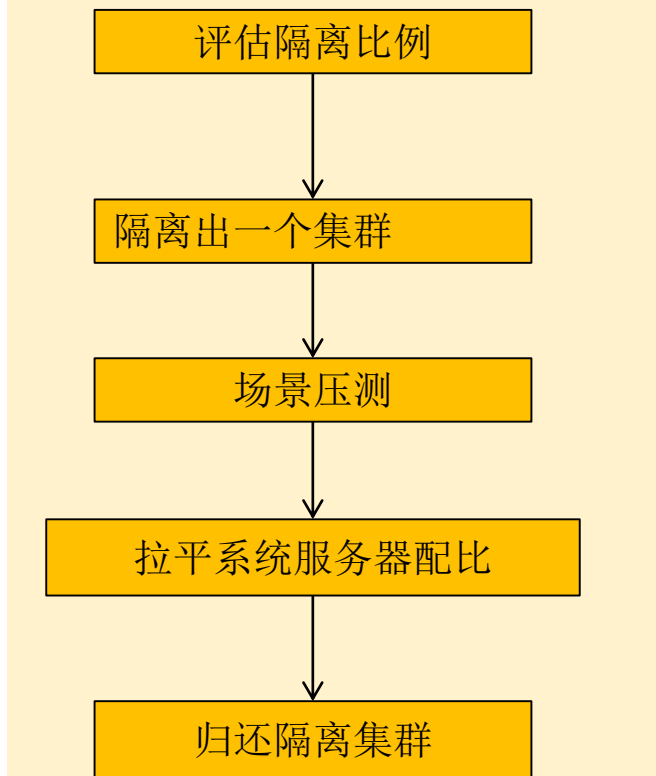 评估隔离比例
隔离出一个集群
场景压测
拉平系统服务器配比
归还隔离集群